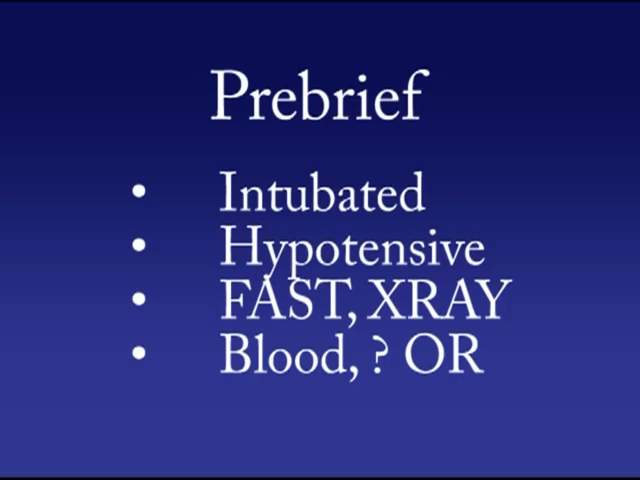 Prebrief
• Intubated
• Hypotensive
• FAST, XRAY
• Blood, ? OR